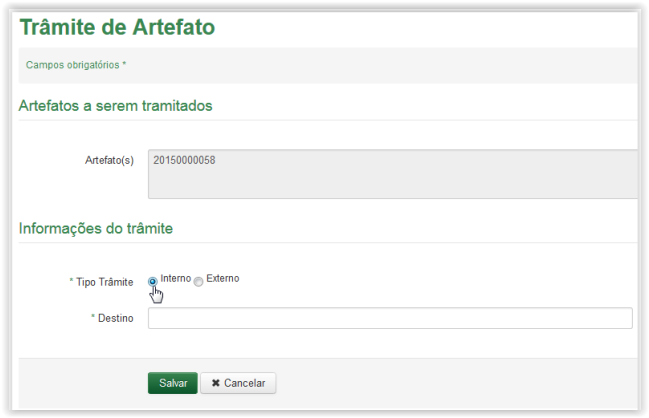 Trâmite de Artefato
Campos obrigatórios *
Artefatos a serem tramitados
Artefato(s) 20150000058
Informações do trâmite
* Tipo Trâmite Interno Externo
* Destino
Salvar ✖ Cancelar